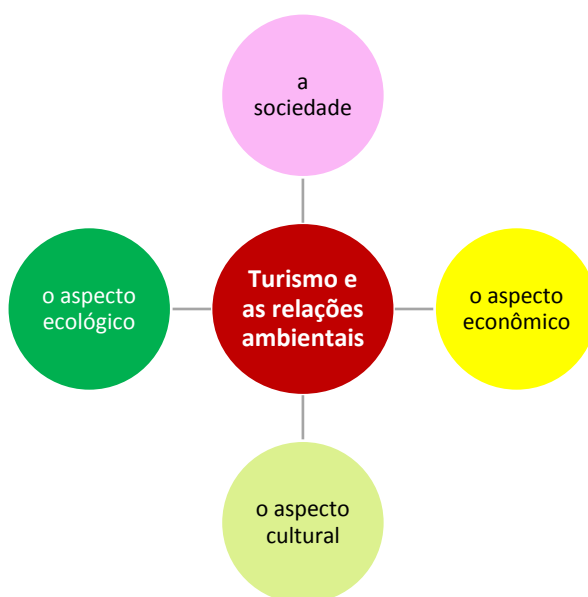 a
sociedade
o aspecto
ecológico
Turismo e
as relações
ambientais
o aspecto
econômico
o aspecto
cultural